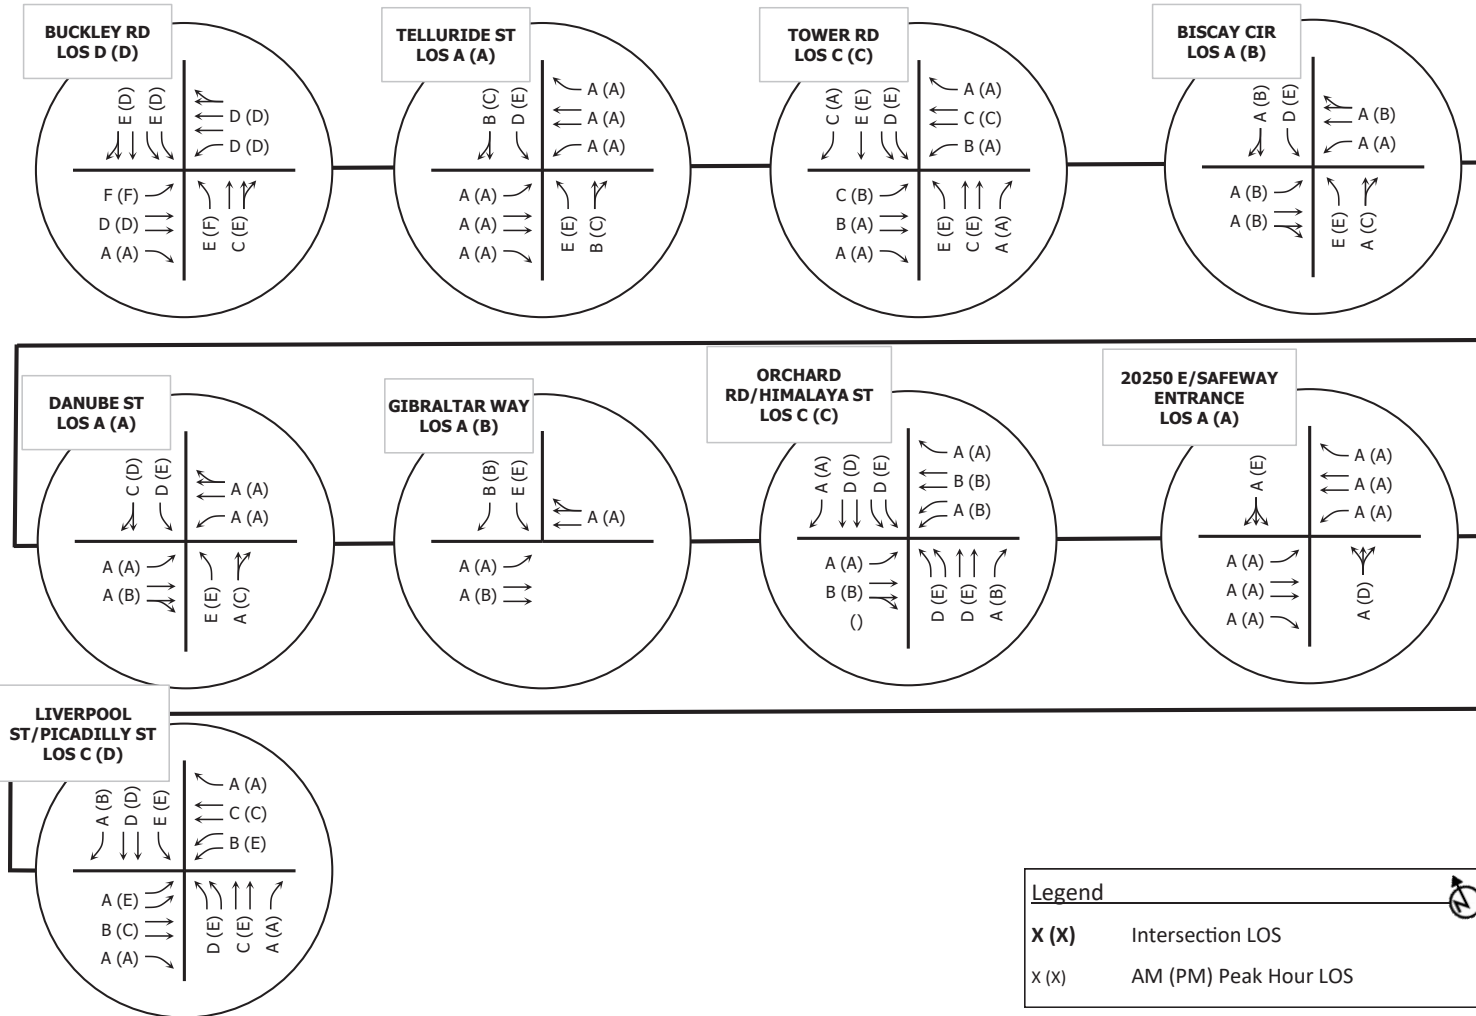 BUCKLEY RD
LOS D (D)
E (D)
E (D)
D (D)
D (D)
F (F)
D (D)
A (A)
E (F)
C (E)
TELLURIDE ST
LOS A (A)
B (C)
D (E)
A (A)
A (A)
A (A)
A (A)
A (A)
A (A)
E (E)
B (C)
TOWER RD
LOS C (C)
C (A)
E (E)
D (E)
A (A)
C (C)
B (A)
C (B)
B (A)
A (A)
E (E)
C (E)
A (A)
BISCAY CIR
LOS A (B)
A (B)
D (E)
A (B)
A (A)
A (B)
A (B)
E (E)
A (C)
DANUBE ST
LOS A (A)
C (D)
D (E)
A (A)
A (A)
A (A)
A (B)
E (E)
A (C)
GIBRALTAR WAY
LOS A (B)
B (B)
E (E)
A (A)
A (A)
A (B)
ORCHARD
RD/HIMALAYA ST
LOS C (C)
A (A)
D (D)
D (E)
A (A)
B (B)
A (B)
A (A)
B (B)
()
D (E)
D (E)
A (B)
20250 E/SAFEWAY
ENTRANCE
LOS A (A)
A (E)
A (A)
A (A)
A (A)
A (A)
A (A)
A (A)
A (D)
LIVERPOOL
ST/PICADILLY ST
LOS C (D)
A (B)
D (D)
E (E)
A (A)
C (C)
B (E)
A (E)
B (C)
A (A)
D (E)
C (E)
A (A)
Legend
N
X (X) Intersection LOS
X (X) AM (PM) Peak Hour LOS